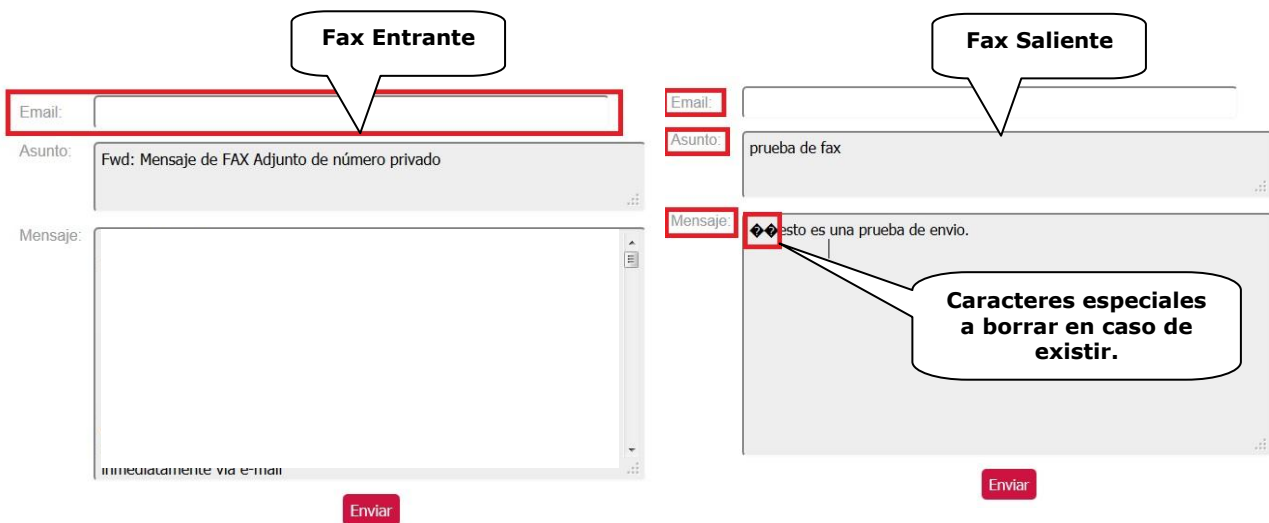 Fax Entrante
Email:
Asunto:
Fwd: Mensaje de FAX Adjunto de número privado
Mensaje:
inmediatamente via e-mail
Enviar
Fax Saliente
Email:
Asunto:
prueba de fax
Mensaje:
��esto es una prueba de envio.
Caracteres especiales
a borrar en caso de
existir.
Enviar